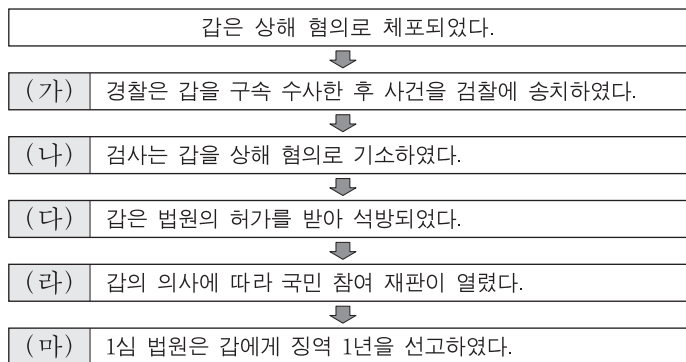 갑은 상해 혐의로 체포되었다.
(가) 경찰은 갑을 구속 수사한 후 사건을 검찰에 송치하였다.
(나) 검사는 갑을 상해 혐의로 기소하였다.
(다) 갑은 법원의 허가를 받아 석방되었다.
(라) 갑의 의사에 따라 국민 참여 재판이 열렸다.
(마) 1심 법원은 갑에게 징역 1년을 선고하였다.